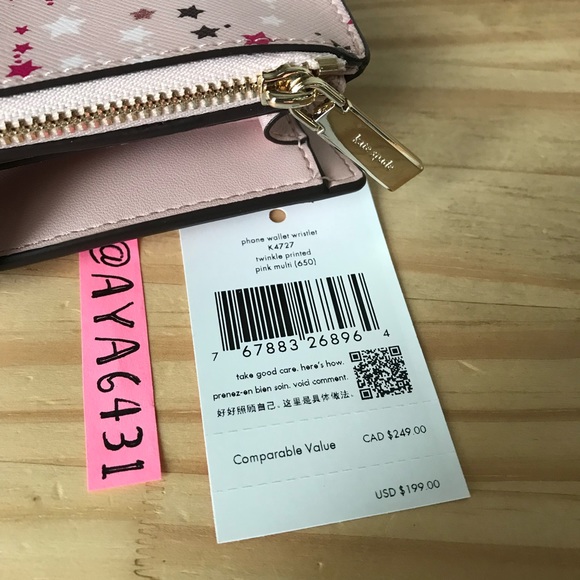 kate spade
phone wallet wristlet
K4727
twinkle printed
pink multi (650)
7 67883 26896 4
take good care. here's how.
prenez-en bien soin. void comment.
好好照顾自己, 这里是具体做法.
Comparable Value CAD $249.00
USD $199.00
@AYA6431